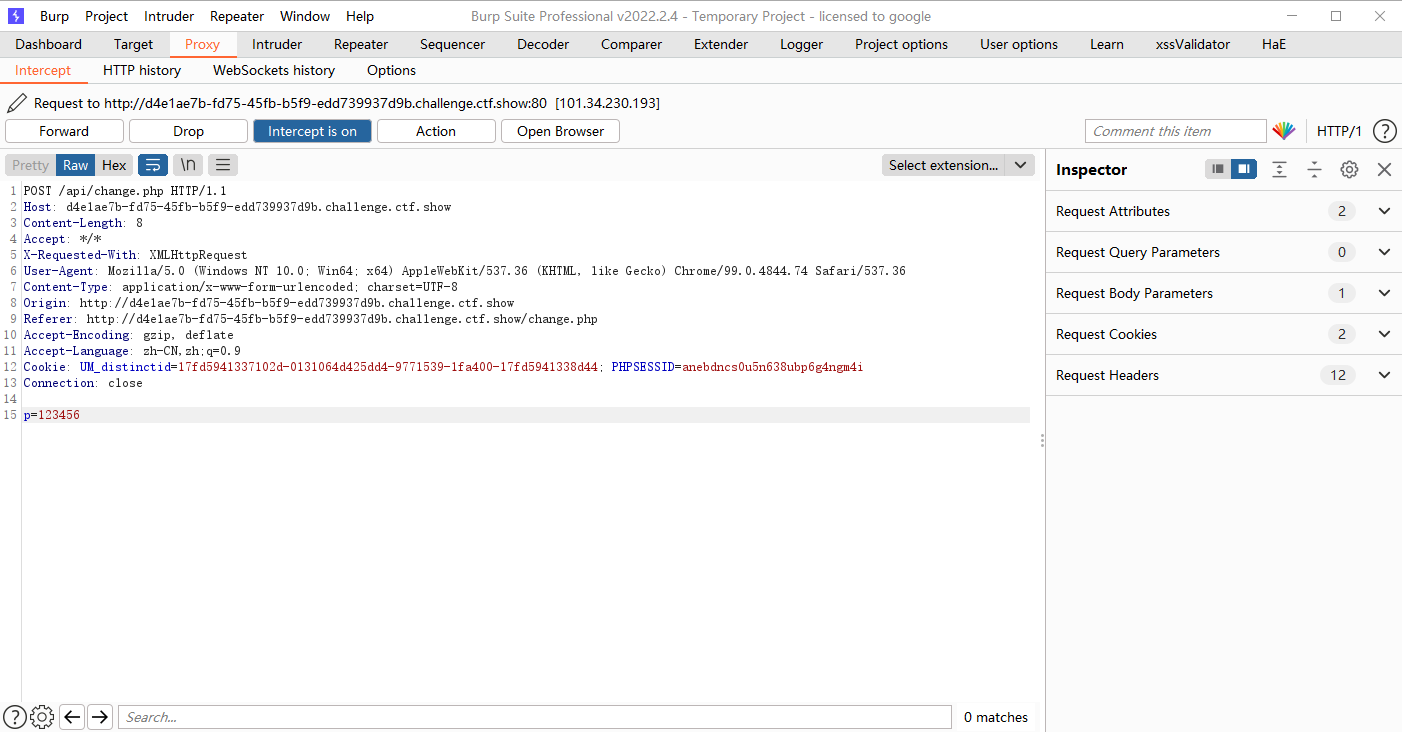 Burp Project Intruder Repeater Window Help Burp Suite Professional v2022.2.4 - Temporary Project - licensed to google
Dashboard Target Proxy Intruder Repeater Sequencer Decoder Comparer Extender Logger Project options User options Learn xssValidator HaE
Intercept HTTP history WebSockets history Options
Request to http://d4e1ae7b-fd75-45fb-b5f9-edd739937d9b.challenge.ctf.show:80 [101.34.230.193]
Forward Drop Intercept is on Action Open Browser Comment this item HTTP/1 ?
Pretty Raw Hex \n Select extension... Inspector
1 POST /api/change.php HTTP/1.1
2 Host: d4e1ae7b-fd75-45fb-b5f9-edd739937d9b.challenge.ctf.show
3 Content-Length: 8
4 Accept: */*
5 X-Requested-With: XMLHttpRequest
6 User-Agent: Mozilla/5.0 (Windows NT 10.0; Win64; x64) AppleWebKit/537.36 (KHTML, like Gecko) Chrome/99.0.4844.74 Safari/537.36
7 Content-Type: application/x-www-form-urlencoded; charset=UTF-8
8 Origin: http://d4e1ae7b-fd75-45fb-b5f9-edd739937d9b.challenge.ctf.show
9 Referer: http://d4e1ae7b-fd75-45fb-b5f9-edd739937d9b.challenge.ctf.show/change.php
10 Accept-Encoding: gzip, deflate
11 Accept-Language: zh-CN,zh;q=0.9
12 Cookie: UM_distinctid=17fd5941337102d-0131064d425dd4-9771539-1fa400-17fd5941338d44; PHPSESSID=anebdncs0u5n638ubp6g4ngm4i
13 Connection: close
14
15 p=123456
Request Attributes 2
Request Query Parameters 0
Request Body Parameters 1
Request Cookies 2
Request Headers 12
? Search... 0 matches